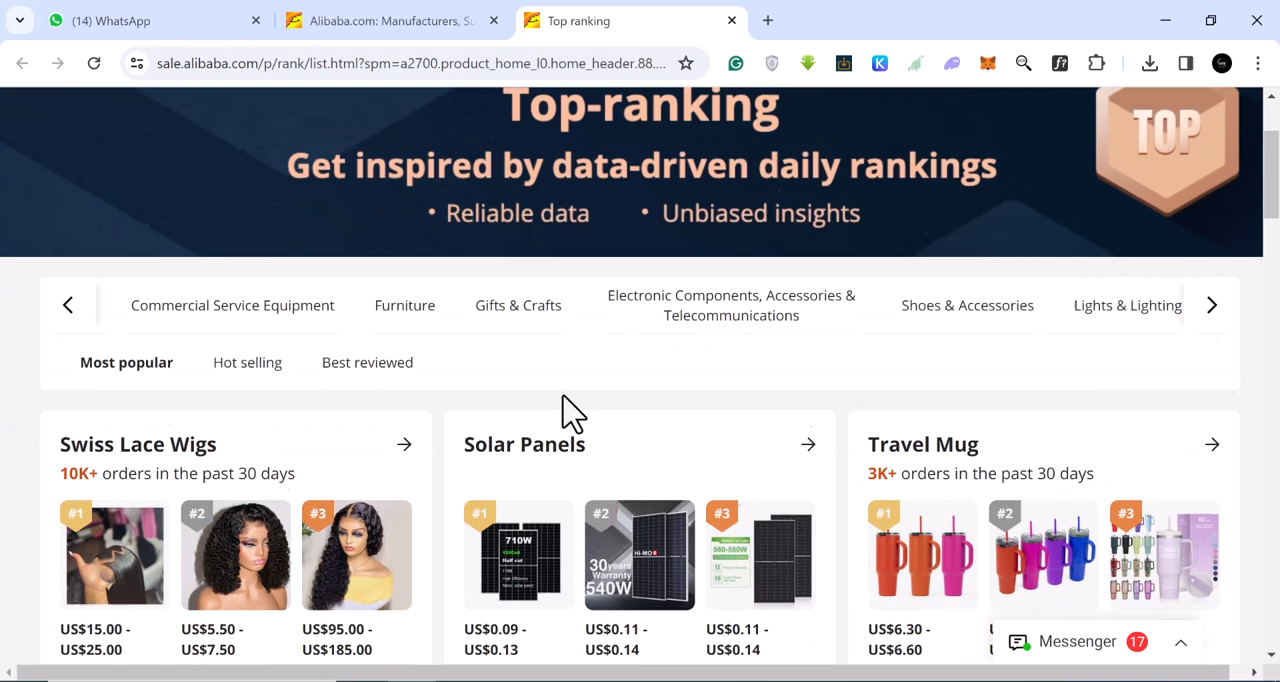 (14) WhatsApp
Alibaba.com: Manufacturers, Su
Top ranking
sale.alibaba.com/p/rank/list.html?spm=a2700.product_home_l0.home_header.88....
Top-ranking
TOP
Get inspired by data-driven daily rankings
• Reliable data • Unbiased insights
Commercial Service Equipment
Furniture
Gifts & Crafts
Electronic Components, Accessories &
Telecommunications
Shoes & Accessories
Lights & Lighting
Most popular
Hot selling
Best reviewed
Swiss Lace Wigs
10K+ orders in the past 30 days
#1
#2
#3
US$15.00 -
US$25.00
US$5.50 -
US$7.50
US$95.00 -
US$185.00
Solar Panels
#1
#2
#3
710W
Hi-MO
30years
Warranty
540W
560-580W
US$0.09 -
US$0.13
US$0.11 -
US$0.14
US$0.11 -
US$0.14
Travel Mug
3K+ orders in the past 30 days
#1
#2
#3
US$6.30 -
US$6.60
Messenger 17